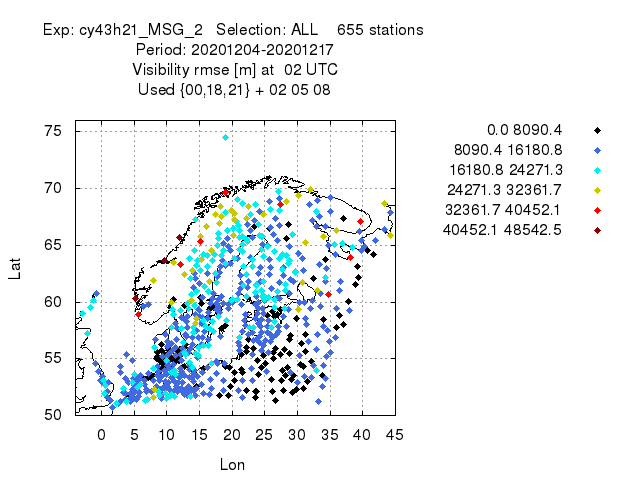 Exp: cy43h21_MSG_2 Selection: ALL 655 stations
Period: 20201204-20201217
Visibility rmse [m] at 02 UTC
Used {00,18,21} + 02 05 08
0.0 8090.4
8090.4 16180.8
16180.8 24271.3
24271.3 32361.7
32361.7 40452.1
40452.1 48542.5
75
70
65
60
55
50
Lat
0 5 10 15 20 25 30 35 40 45
Lon